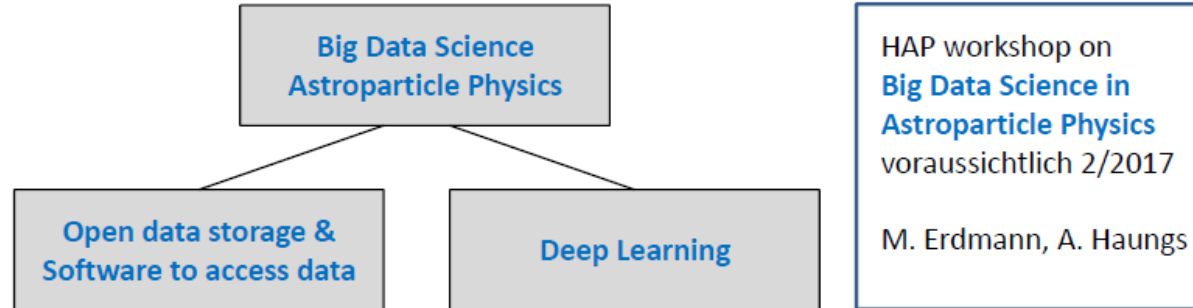 Big Data Science
Astroparticle Physics
Open data storage &
Software to access data
Deep Learning
HAP workshop on
Big Data Science in
Astroparticle Physics
voraussichtlich 2/2017
M. Erdmann, A. Haungs